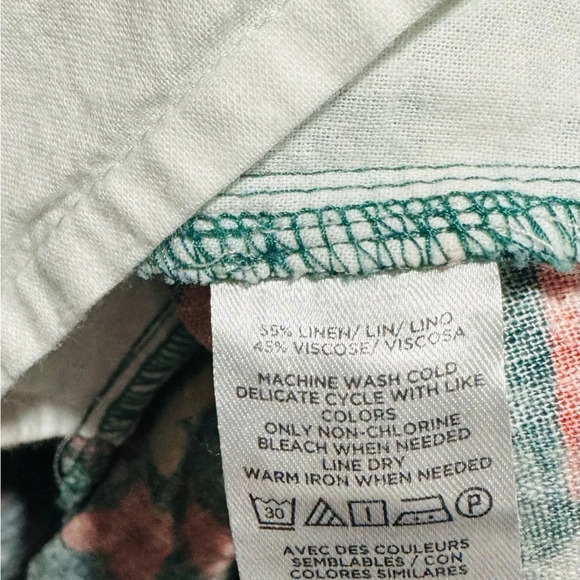 55% LINEN/ LIN/ LINO
45% VISCOSE/ VISCOSA
MACHINE WASH COLD
DELICATE CYCLE WITH LIKE
COLORS
ONLY NON-CHLORINE
BLEACH WHEN NEEDED
LINE DRY
WARM IRON WHEN NEEDED
30 P
AVEC DES COULEURS
SEMBLABLES / CON
COLORES SIMILARES